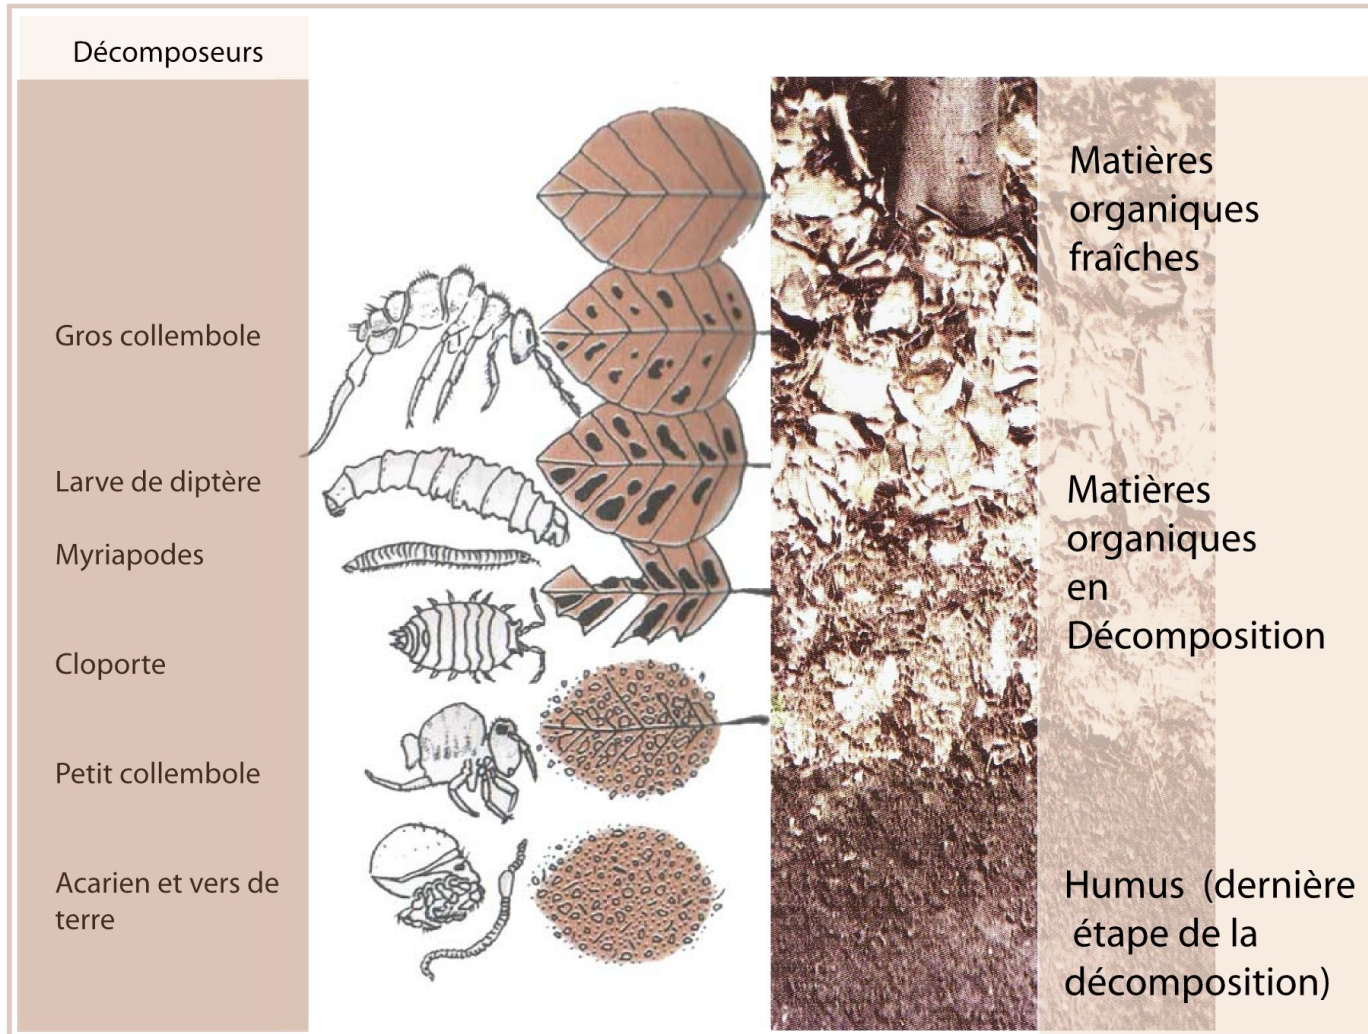 Décomposeurs
Gros collembole
Larve de diptère
Myriapodes
Cloporte
Petit collembole
Acarien et vers de
terre
Matières
organiques
fraîches
Matières
organiques
en
Décomposition
Humus (dernière
étape de la
décomposition)